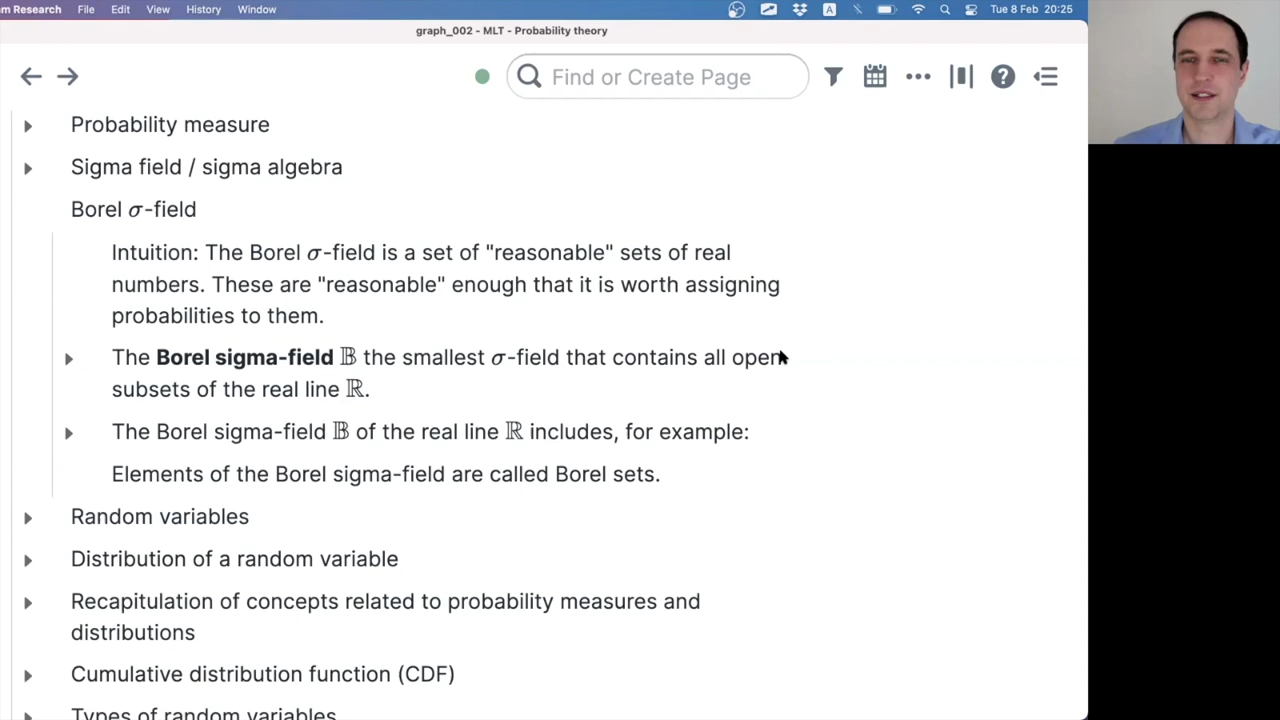 am Research File Edit View History Window A Tue 8 Feb 20:25
graph_002 - MLT - Probability theory
Find or Create Page
Probability measure
Sigma field / sigma algebra
Borel σ-field
Intuition: The Borel σ-field is a set of "reasonable" sets of real
numbers. These are "reasonable" enough that it is worth assigning
probabilities to them.
The Borel sigma-field 𝔹 the smallest σ-field that contains all open
subsets of the real line ℝ.
The Borel sigma-field 𝔹 of the real line ℝ includes, for example:
Elements of the Borel sigma-field are called Borel sets.
Random variables
Distribution of a random variable
Recapitulation of concepts related to probability measures and
distributions
Cumulative distribution function (CDF)
Types of random variables